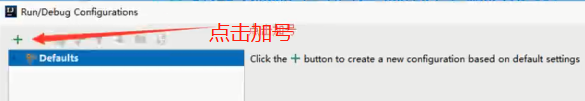 Run/Debug Configurations
点击加号
Defaults
Click the + button to create a new configuration based on default settings